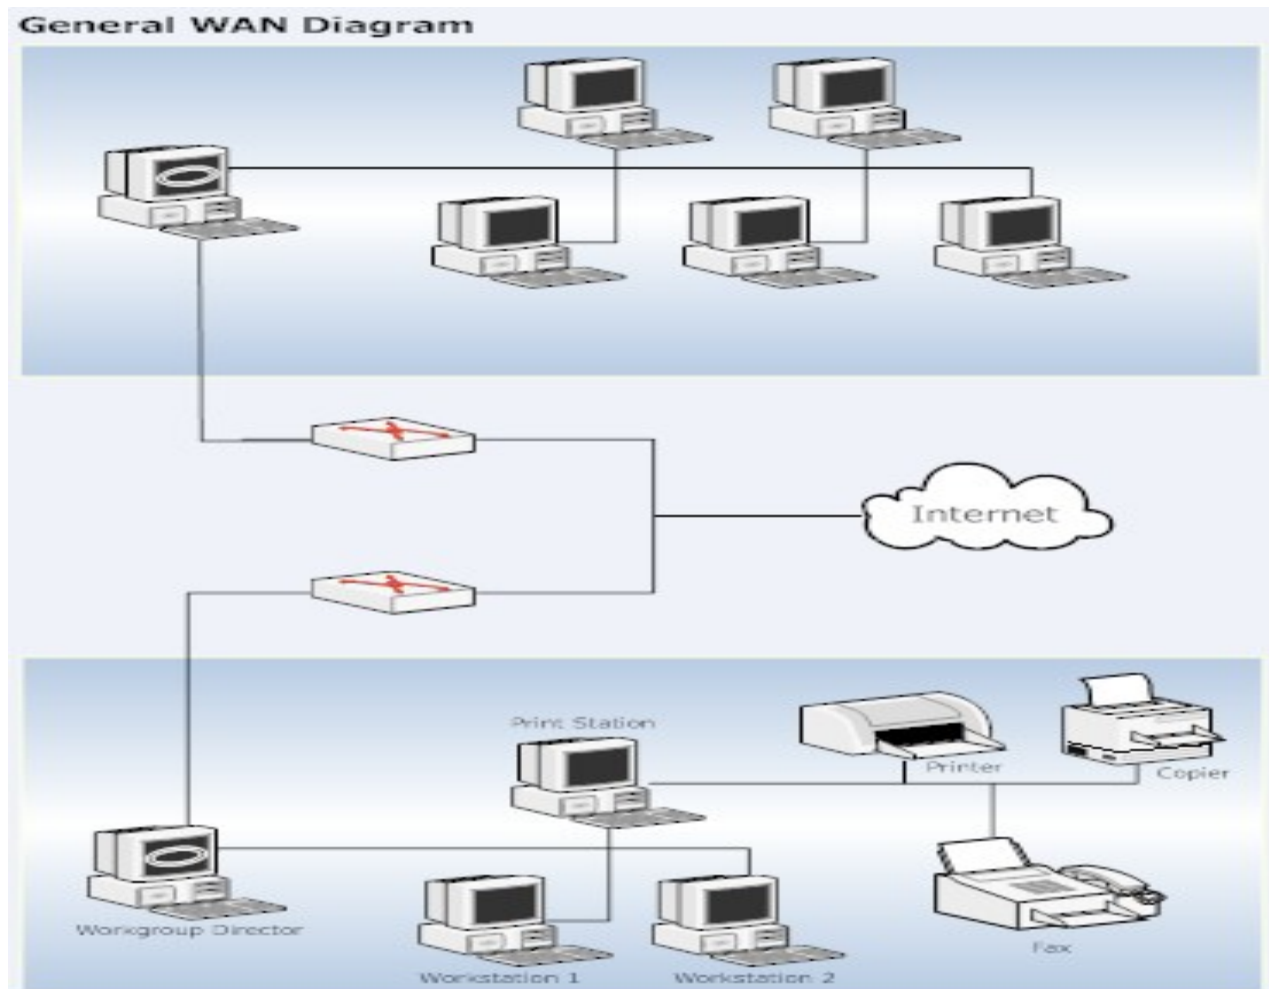 General WAN Diagram
Internet
Print Station
Printer
Copier
Workgroup Director
Fax
Workstation 1
Workstation 2